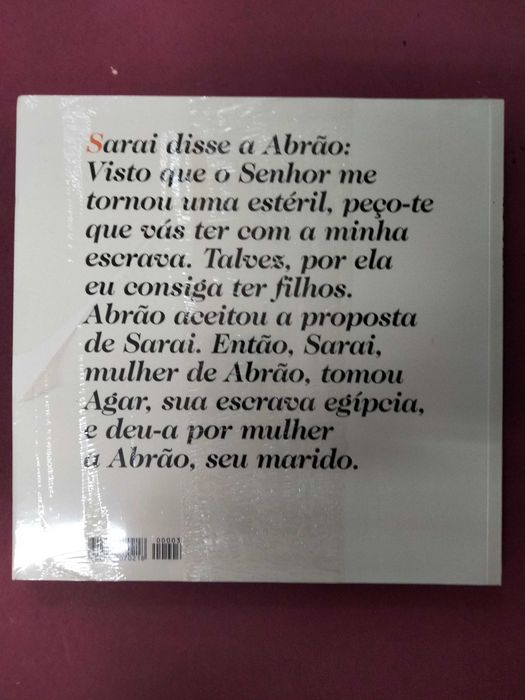 Sarai disse a Abrão:
Visto que o Senhor me
tornou uma estéril, peço-te
que vás ter com a minha
escrava. Talvez, por ela
eu consiga ter filhos.
Abrão aceitou a proposta
de Sarai. Então, Sarai,
mulher de Abrão, tomou
Agar, sua escrava egípcia,
e deu-a por mulher
a Abrão, seu marido.
00003